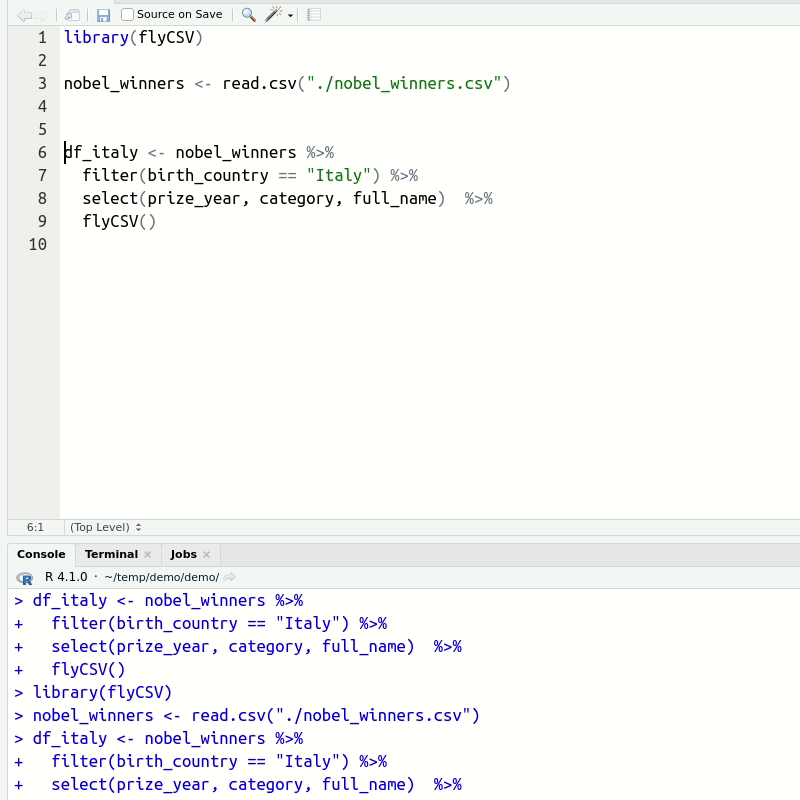 Source on Save
1 library(flyCSV)
2
3 nobel_winners <- read.csv("./nobel_winners.csv")
4
5
6 df_italy <- nobel_winners %>%
7   filter(birth_country == "Italy") %>%
8   select(prize_year, category, full_name)  %>%
9   flyCSV()
10
6:1 (Top Level)
Console Terminal Jobs
R 4.1.0 · ~/temp/demo/demo/
> df_italy <- nobel_winners %>%
+   filter(birth_country == "Italy") %>%
+   select(prize_year, category, full_name)  %>%
+   flyCSV()
> library(flyCSV)
> nobel_winners <- read.csv("./nobel_winners.csv")
> df_italy <- nobel_winners %>%
+   filter(birth_country == "Italy") %>%
+   select(prize_year, category, full_name)  %>%